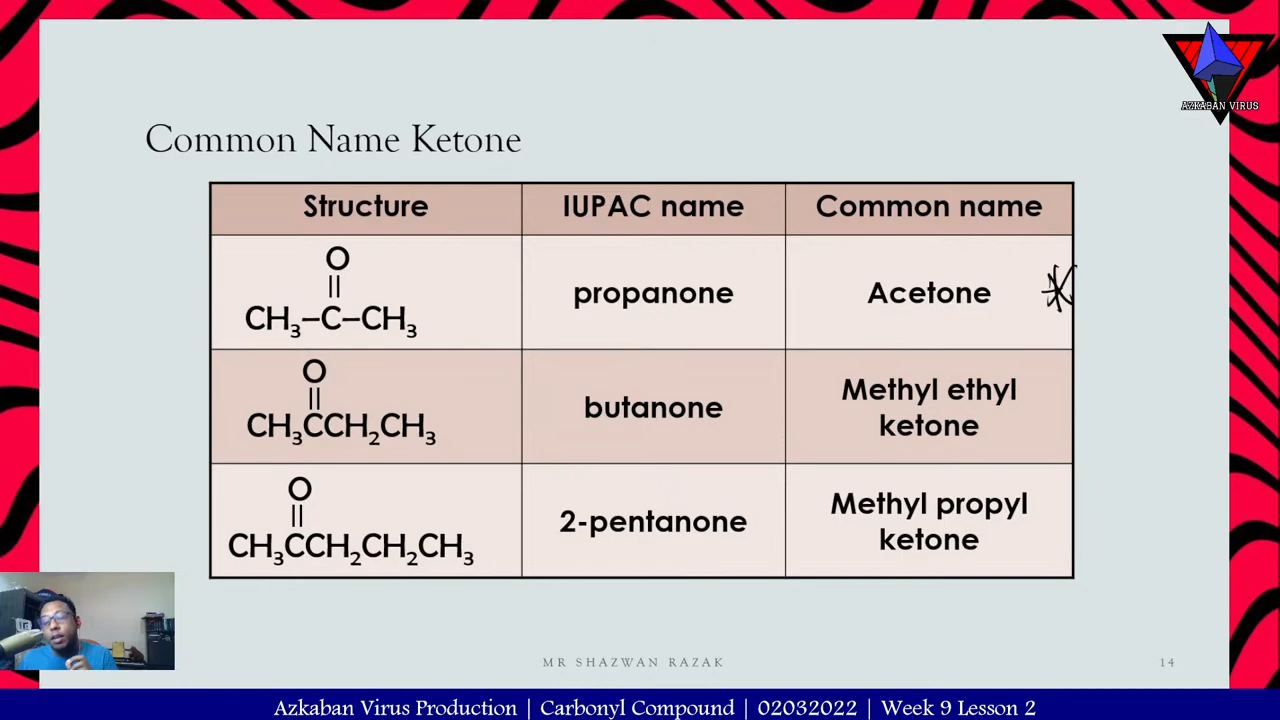 AZKABAN VIRUS
Common Name Ketone
Structure IUPAC name Common name
O
||
CH₃–C–CH₃ propanone Acetone
O
||
CH₃CCH₂CH₃ butanone Methyl ethyl
ketone
O
||
CH₃CCH₂CH₂CH₃ 2-pentanone Methyl propyl
ketone
MR SHAZWAN RAZAK 14
Azkaban Virus Production | Carbonyl Compound | 02032022 | Week 9 Lesson 2